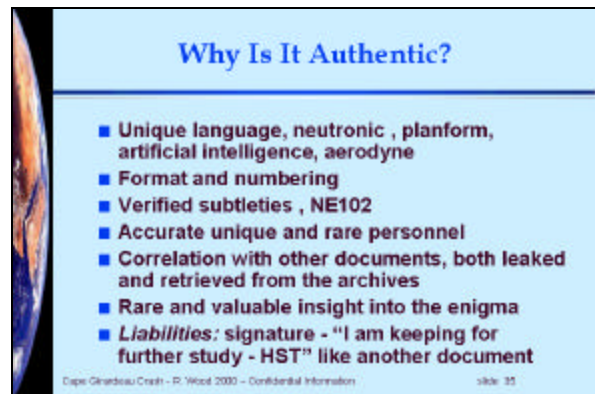 Why Is It Authentic?
Unique language, neutronic , planform,
artificial intelligence, aerodyne
Format and numbering
Verified subtleties , NE102
Accurate unique and rare personnel
Correlation with other documents, both leaked
and retrieved from the archives
Rare and valuable insight into the enigma
Liabilities: signature - “I am keeping for
further study - HST” like another document
Cape Girardeau Crash - R. Wood 2000 – Confidential Information slide 35